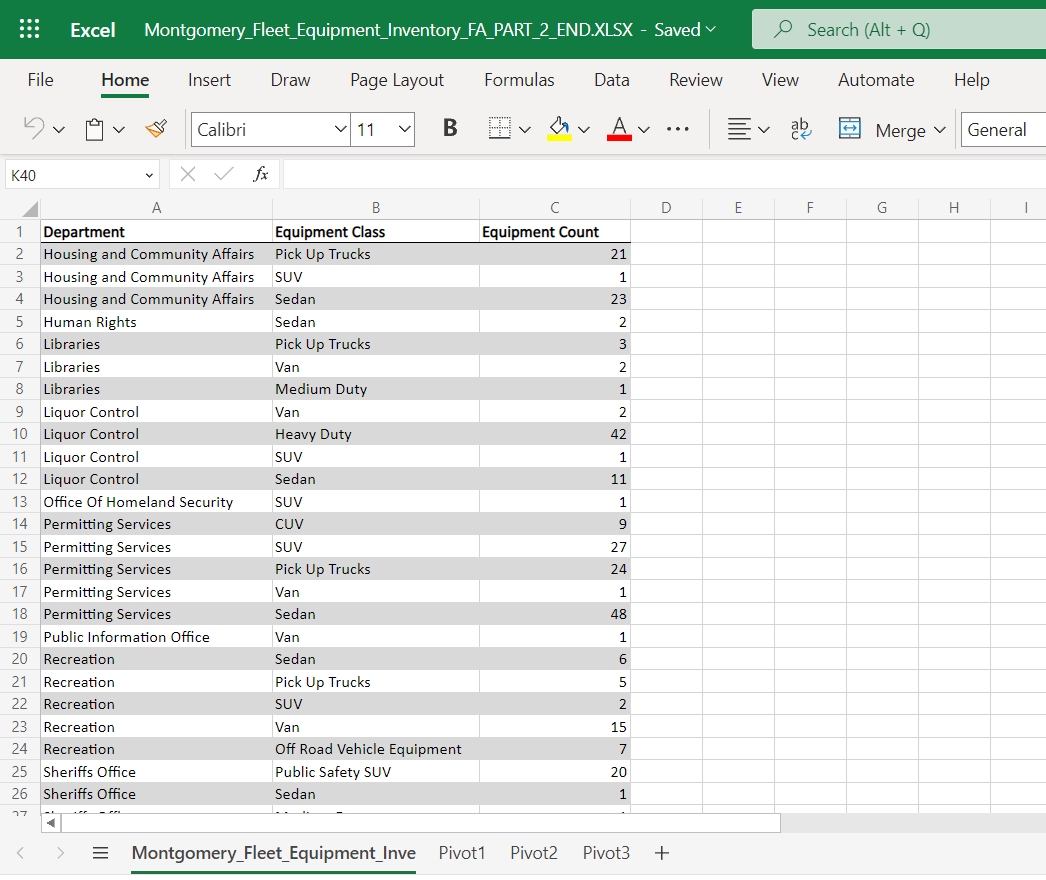 Excel Montgomery_Fleet_Equipment_Inventory_FA_PART_2_END.XLSX - Saved Search (Alt + Q)
File Home Insert Draw Page Layout Formulas Data Review View Automate Help
Calibri 11 B A ab Merge General
K40 fx
A B C D E F G H I
1 Department Equipment Class Equipment Count
2 Housing and Community Affairs Pick Up Trucks 21
3 Housing and Community Affairs SUV 1
4 Housing and Community Affairs Sedan 23
5 Human Rights Sedan 2
6 Libraries Pick Up Trucks 3
7 Libraries Van 2
8 Libraries Medium Duty 1
9 Liquor Control Van 2
10 Liquor Control Heavy Duty 42
11 Liquor Control SUV 1
12 Liquor Control Sedan 11
13 Office Of Homeland Security SUV 1
14 Permitting Services CUV 9
15 Permitting Services SUV 27
16 Permitting Services Pick Up Trucks 24
17 Permitting Services Van 1
18 Permitting Services Sedan 48
19 Public Information Office Van 1
20 Recreation Sedan 6
21 Recreation Pick Up Trucks 5
22 Recreation SUV 2
23 Recreation Van 15
24 Recreation Off Road Vehicle Equipment 7
25 Sheriffs Office Public Safety SUV 20
26 Sheriffs Office Sedan 1
Montgomery_Fleet_Equipment_Inve Pivot1 Pivot2 Pivot3